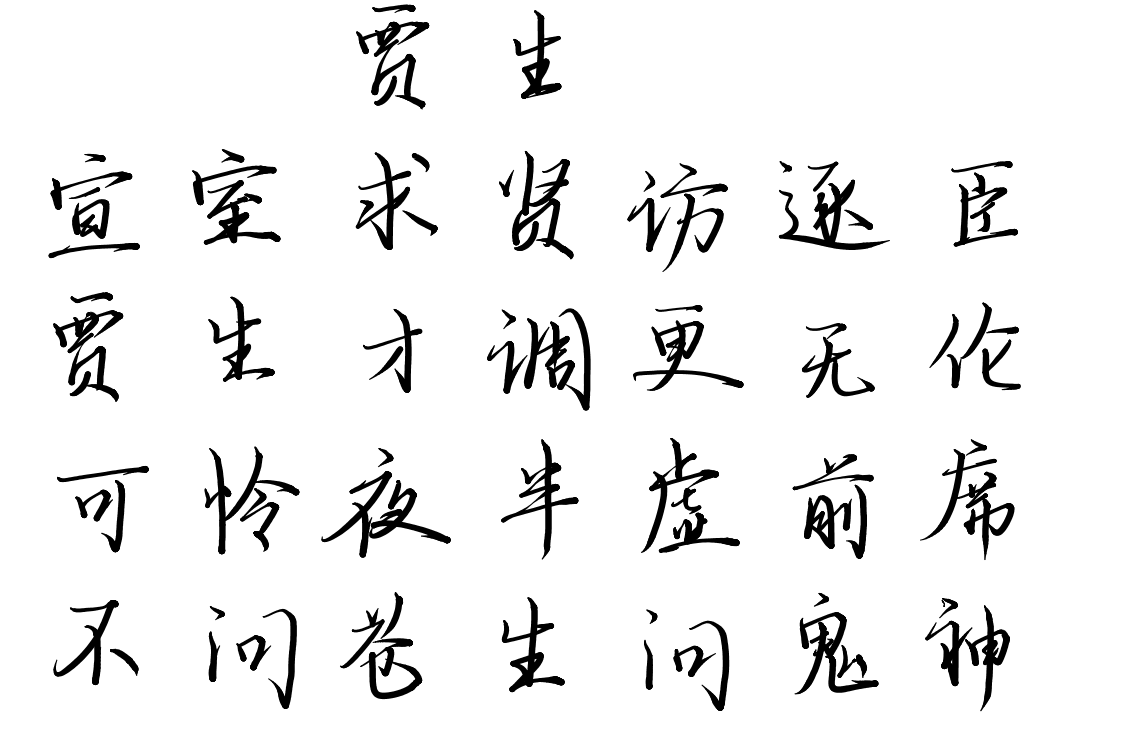 贾生
宣室求贤访逐臣
贾生才调更无伦
可怜夜半虚前席
不问苍生问鬼神